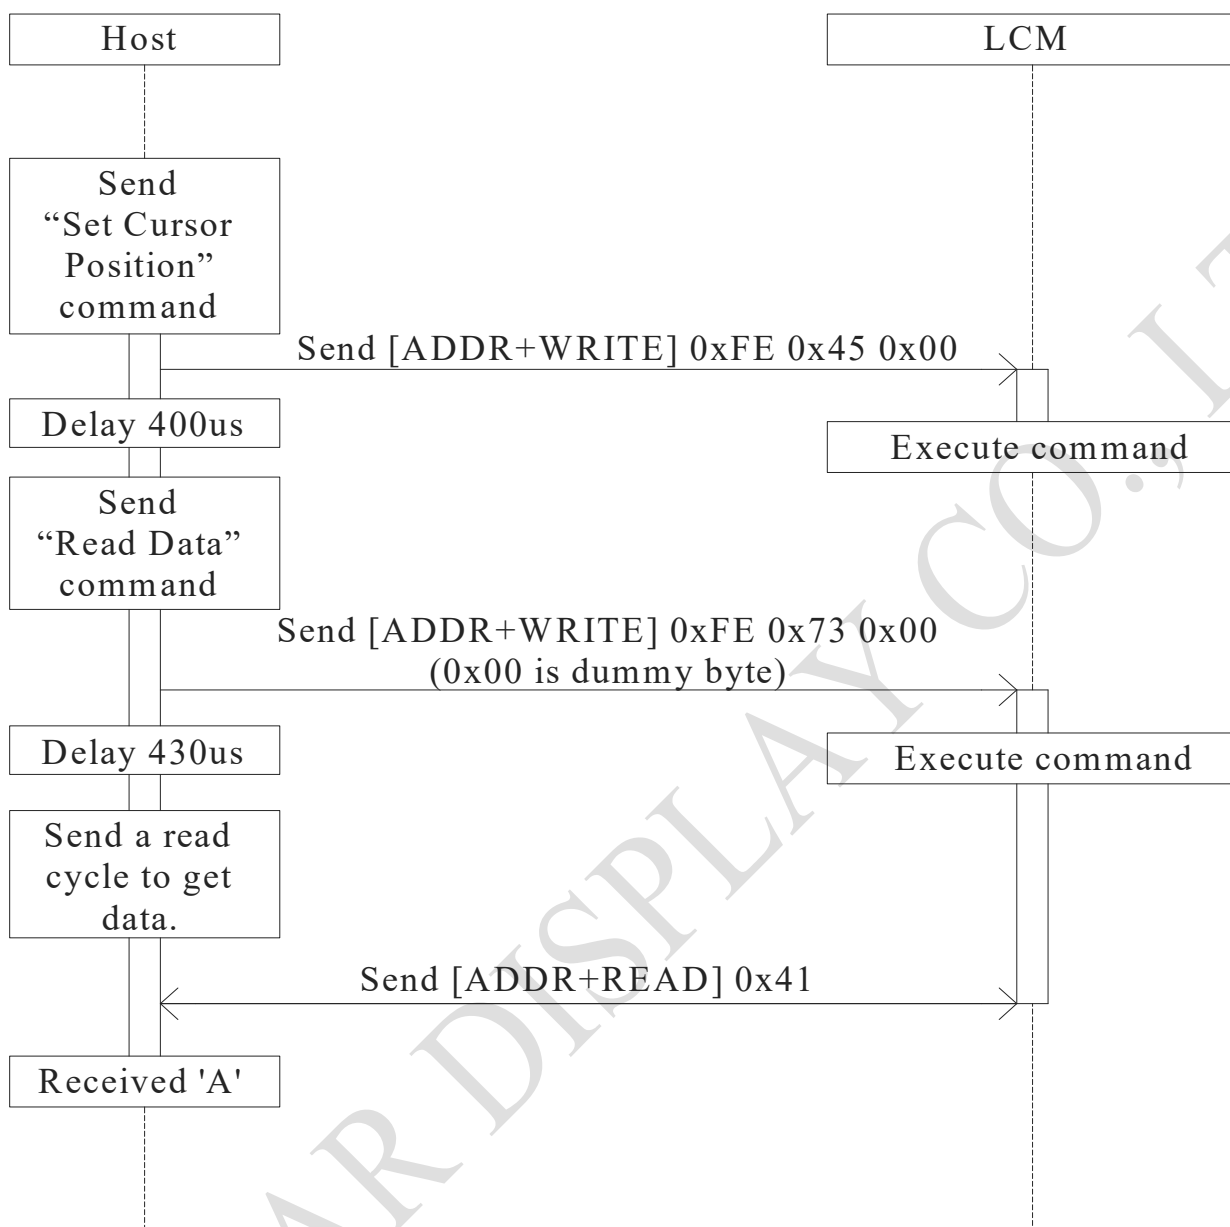 Host
LCM
Send
“Set Cursor
Position”
command
Send [ADDR+WRITE] 0xFE 0x45 0x00
Delay 400us
Execute command
Send
“Read Data”
command
Send [ADDR+WRITE] 0xFE 0x73 0x00
(0x00 is dummy byte)
Delay 430us
Execute command
Send a read
cycle to get
data.
Send [ADDR+READ] 0x41
Received 'A'
DISPLAY CO.,